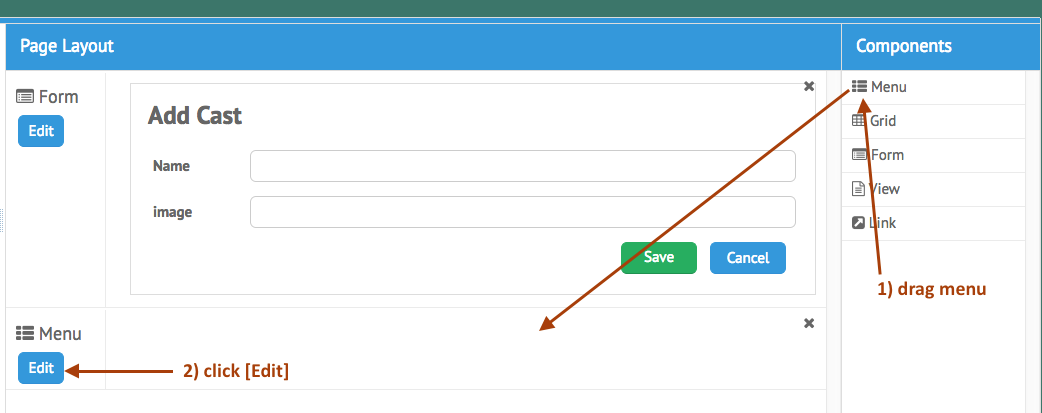 Page Layout
Components
Form
Edit
Add Cast
Name
image
Save
Cancel
Menu
Edit
2) click [Edit]
Menu
Grid
Form
View
Link
1) drag menu